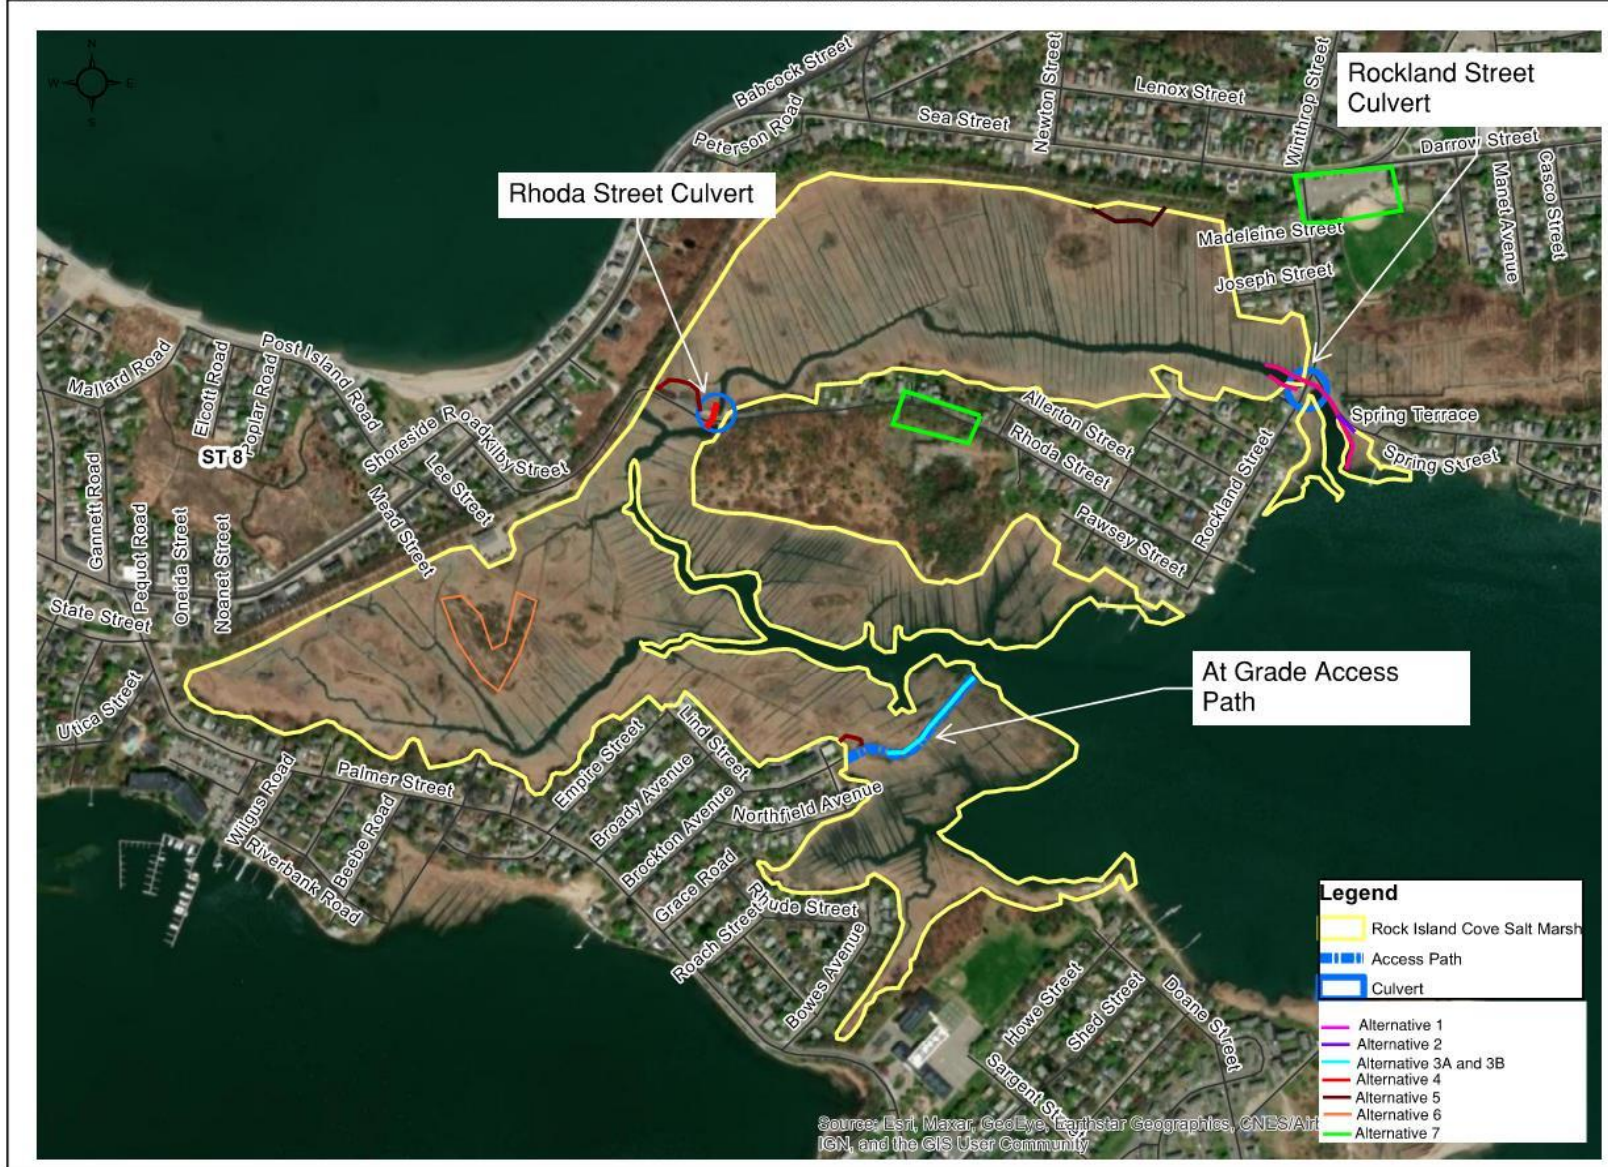 N
W E
S
Babcock Street
Peterson Road
Sea Street
Newton Street
Lenox Street
Winthrop Street
Rockland Street
Culvert
Darrow Street
Manet Avenue
Casco Street
Rhoda Street Culvert
Madeleine Street
Joseph Street
Mallard Road
Elcott Road
Poplar Road
Post Island Road
Shoreside Road
Kilby Street
ST 8
Lee Street
Mead Street
Allerton Street
Rhoda Street
Pawsey Street
Rockland Street
Spring Terrace
Spring Street
Gannett Road
Pequot Road
Oneida Street
Noanet Street
State Street
Utica Street
At Grade Access
Path
Palmer Street
Wilgus Road
Beebe Road
Riverbank Road
Empire Street
Lind Street
Broady Avenue
Brockton Avenue
Northfield Avenue
Grace Road
Roach Street
Rhude Street
Bowes Avenue
Howe Street
Shed Street
Doane Street
Sargent Street
Legend
Rock Island Cove Salt Marsh
Access Path
Culvert
Alternative 1
Alternative 2
Alternative 3A and 3B
Alternative 4
Alternative 5
Alternative 6
Alternative 7
Source: Esri, Maxar, GeoEye, Earthstar Geographics, CNES/Airb
IGN, and the GIS User Community